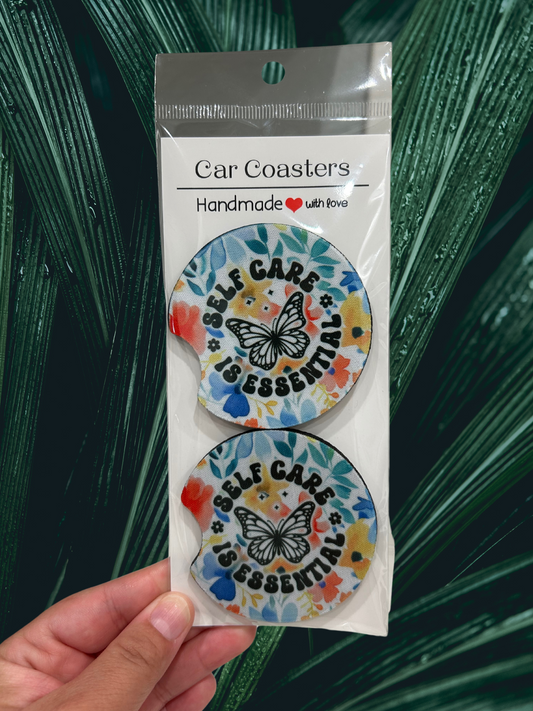 Car Coasters
Handmade with love
SELF CARE
IS ESSENTIAL
SELF CARE
IS ESSENTIAL